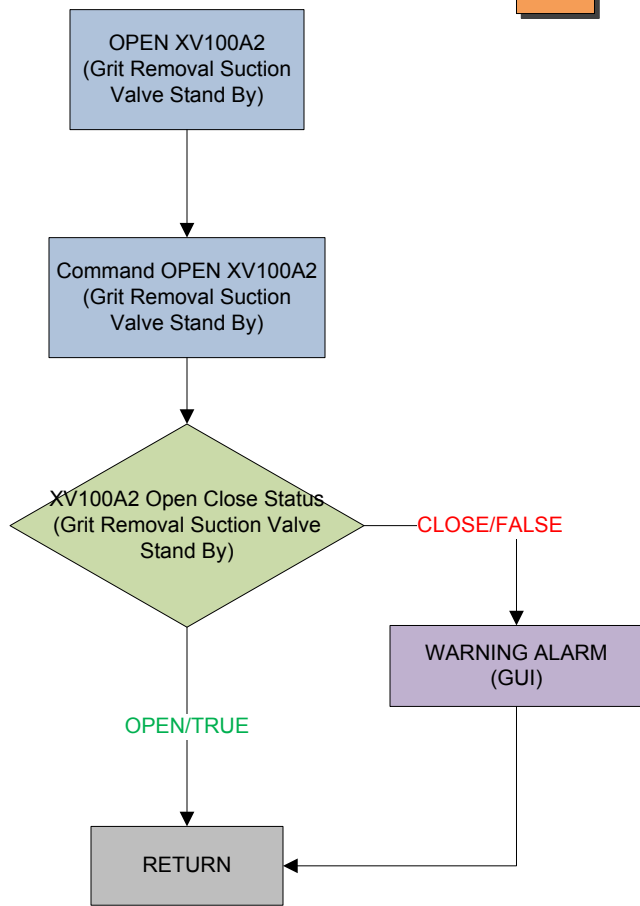 OPEN XV100A2
(Grit Removal Suction
Valve Stand By)
Command OPEN XV100A2
(Grit Removal Suction
Valve Stand By)
XV100A2 Open Close Status
(Grit Removal Suction Valve
Stand By)
CLOSE/FALSE
WARNING ALARM
(GUI)
OPEN/TRUE
RETURN